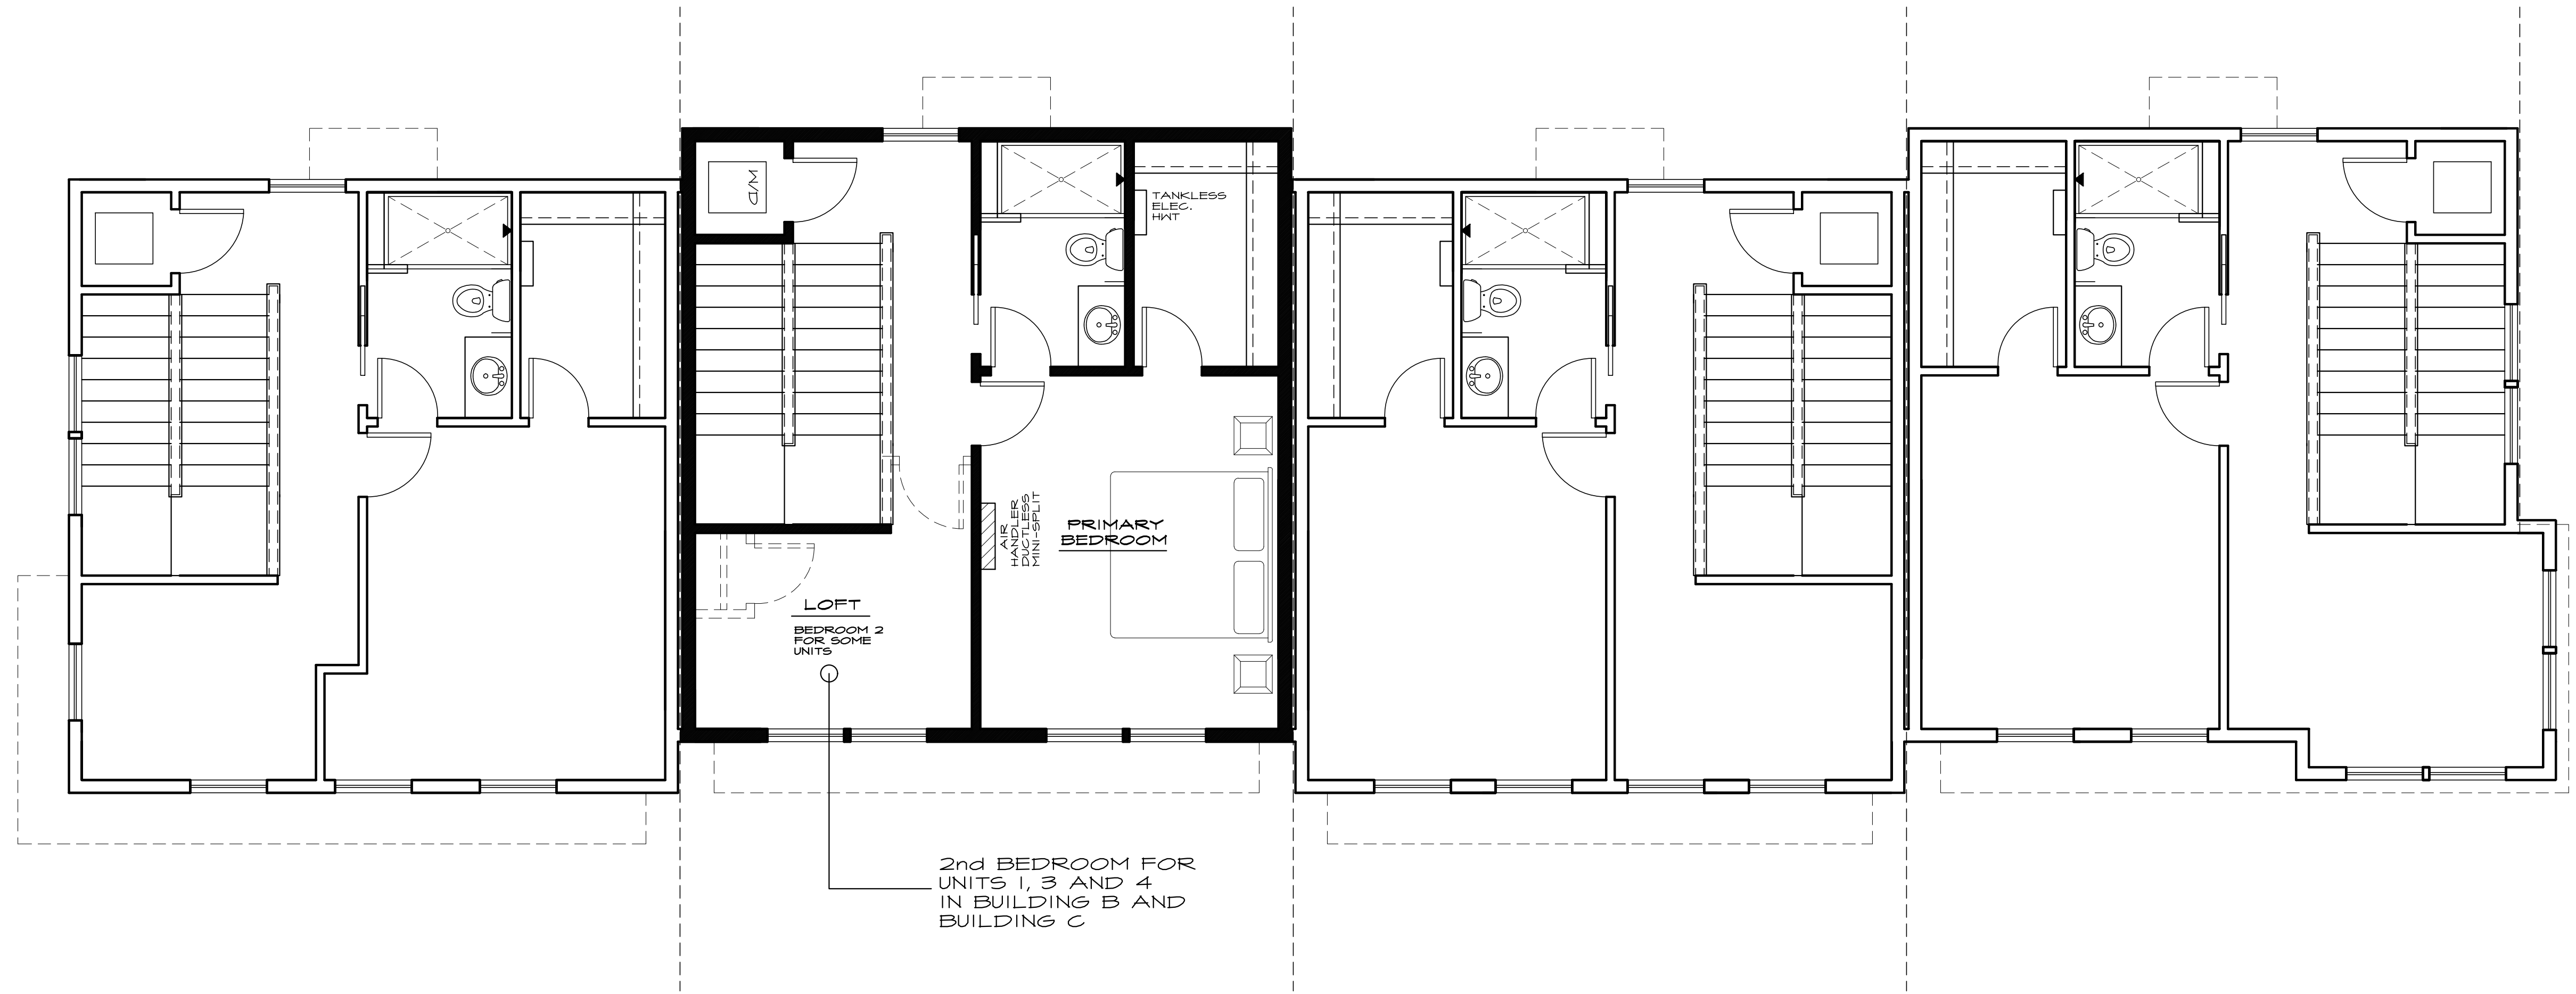 W/D
TANKLESS
ELEC.
HWT
AIR
HANDLER
DUCTLESS
MINI-SPLIT
PRIMARY
BEDROOM
LOFT
BEDROOM 2
FOR SOME
UNITS
2nd BEDROOM FOR
UNITS 1, 3 AND 4
IN BUILDING B AND
BUILDING C